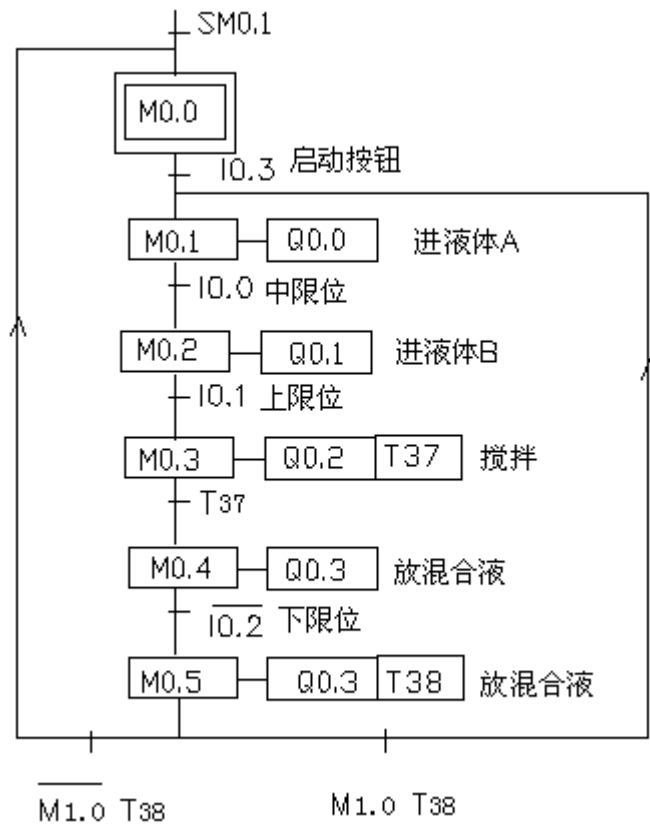 SM0.1
M0.0
I0.3 启动按钮
M0.1 Q0.0 进液体A
I0.0 中限位
M0.2 Q0.1 进液体B
I0.1 上限位
M0.3 Q0.2 T37 搅拌
T37
M0.4 Q0.3 放混合液
I0.2 下限位
M0.5 Q0.3 T38 放混合液
M1.0 T38 M1.0 T38